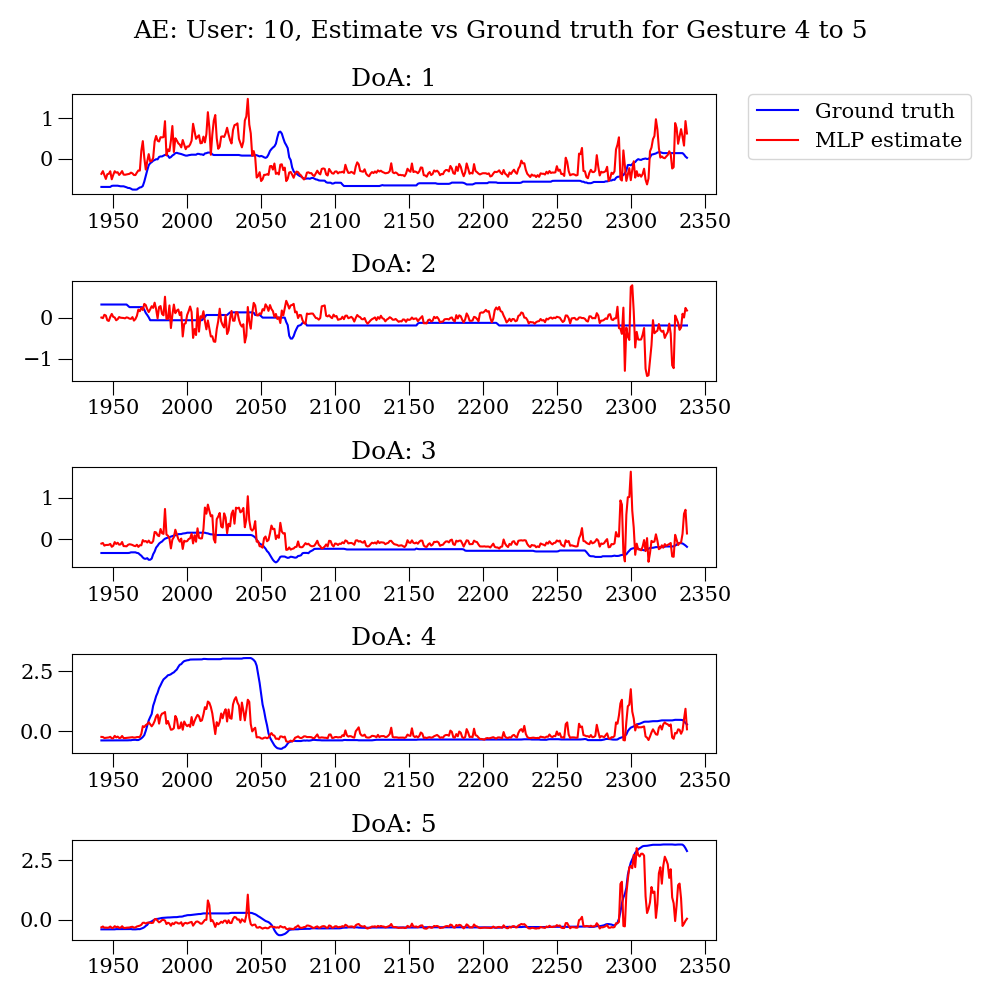 AE: User: 10, Estimate vs Ground truth for Gesture 4 to 5
DoA: 1
Ground truth
MLP estimate
1
0
1950 2000 2050 2100 2150 2200 2250 2300 2350
DoA: 2
0
−1
1950 2000 2050 2100 2150 2200 2250 2300 2350
DoA: 3
1
0
1950 2000 2050 2100 2150 2200 2250 2300 2350
DoA: 4
2.5
0.0
1950 2000 2050 2100 2150 2200 2250 2300 2350
DoA: 5
2.5
0.0
1950 2000 2050 2100 2150 2200 2250 2300 2350